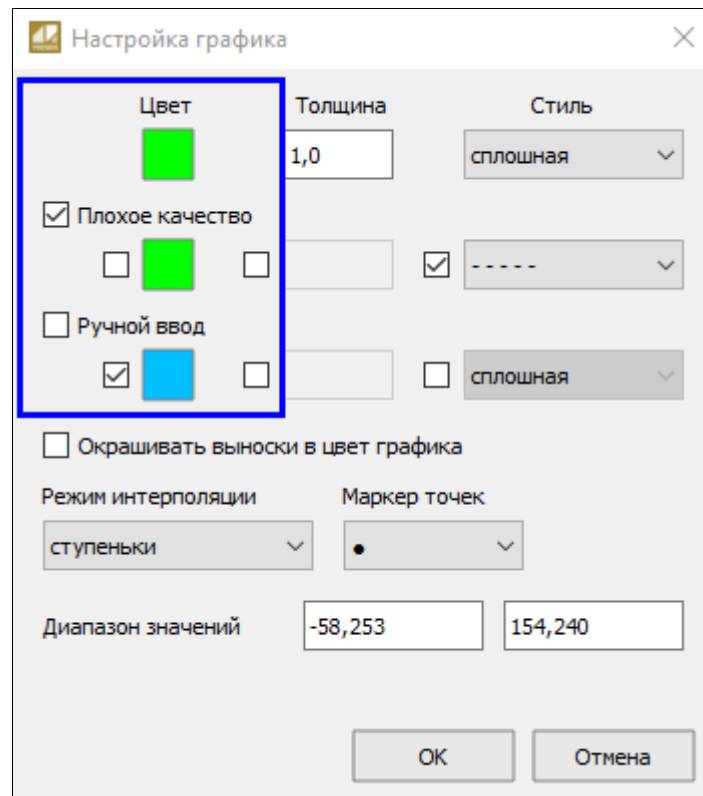 Настройка графика
Цвет Толщина Стиль
1,0 сплошная
Плохое качество
- - - - -
Ручной ввод
сплошная
Окрашивать выноски в цвет графика
Режим интерполяции Маркер точек
ступеньки
Диапазон значений -58,253 154,240
OK Отмена